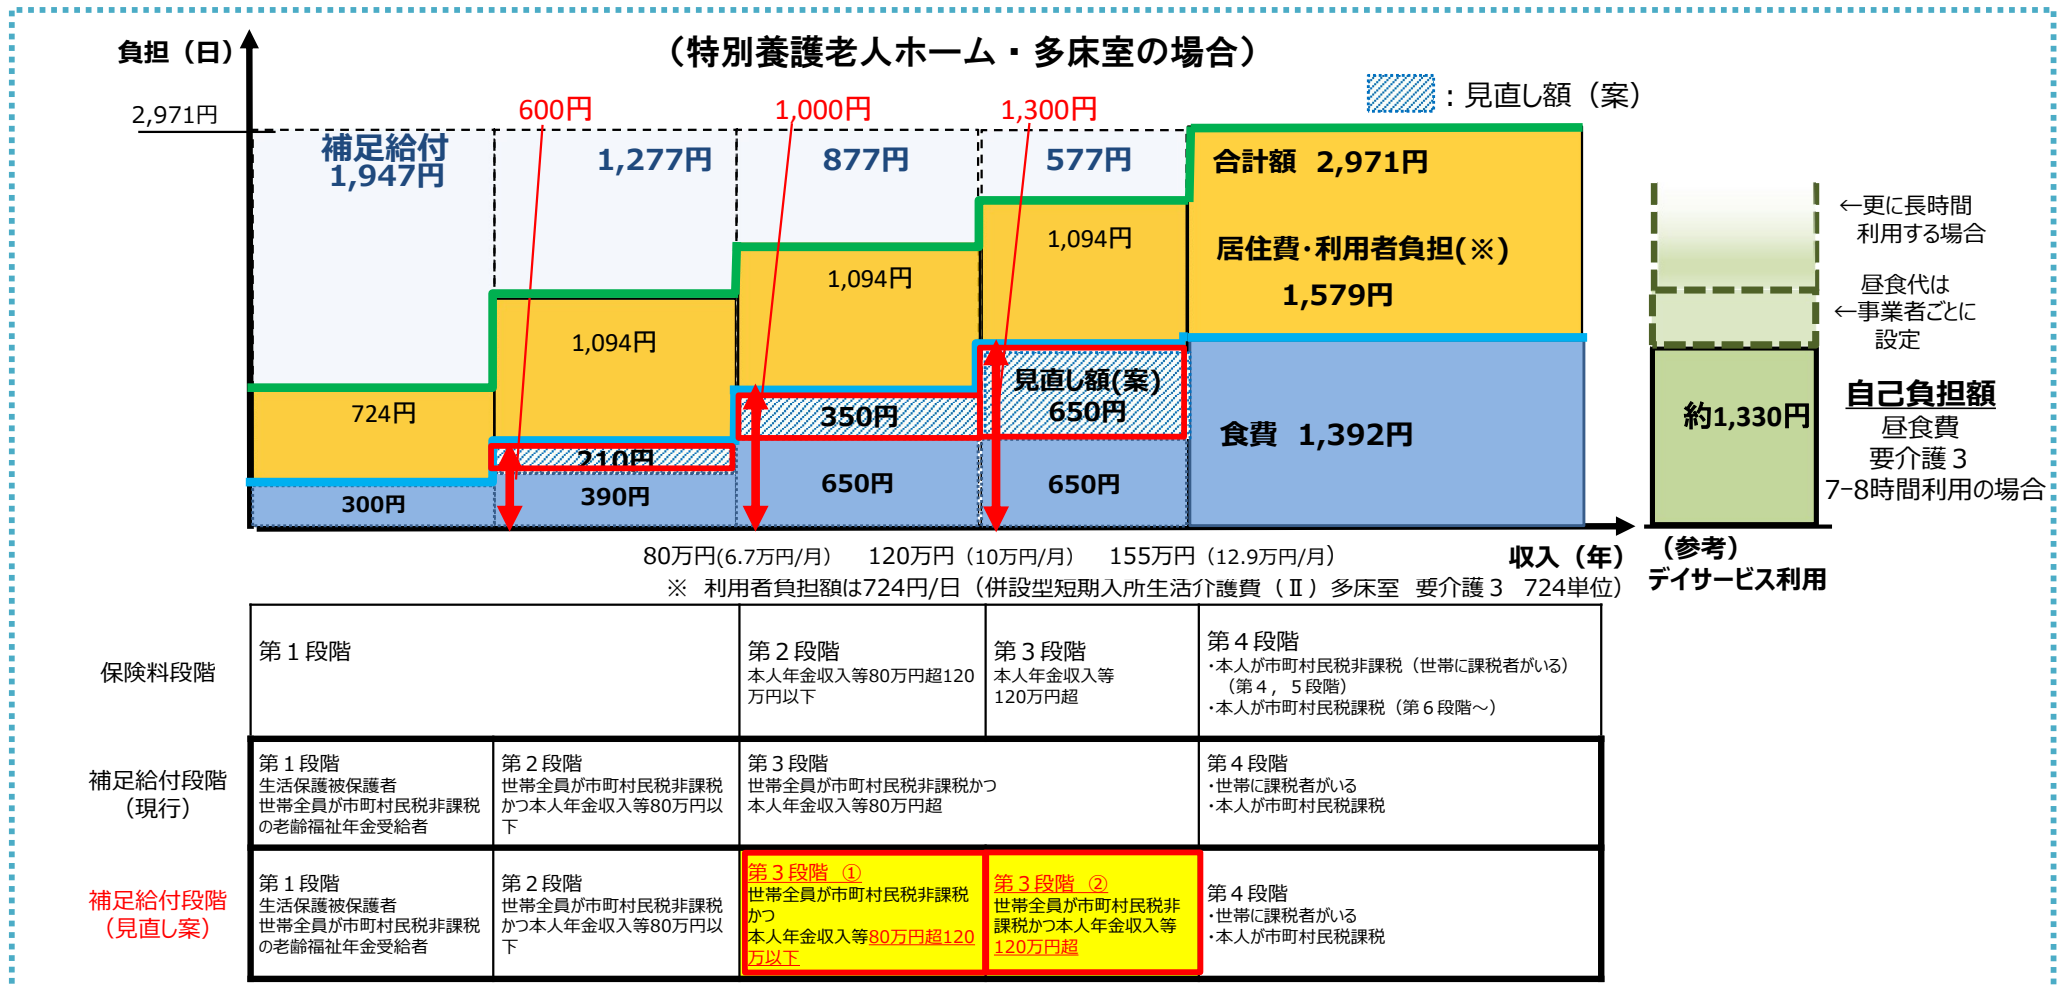 （特別養護老人ホーム・多床室の場合）
負担（日）
2,971円
600円
1,000円
1,300円
：見直し額（案）
補足給付
1,947円
1,277円
877円
577円
合計額 2,971円
居住費・利用者負担(※)
1,579円
724円
1,094円
1,094円
1,094円
見直し額(案)
650円
350円
210円
300円
390円
650円
650円
食費 1,392円
←更に長時間
利用する場合
昼食代は
←事業者ごとに
設定
約1,330円
自己負担額
昼食費
要介護３
7-8時間利用の場合
80万円(6.7万円/月)
120万円（10万円/月）
155万円（12.9万円/月）
収入（年）
（参考）
デイサービス利用
※ 利用者負担額は724円/日（併設型短期入所生活介護費（Ⅱ）多床室 要介護３ 724単位）
保険料段階
第１段階
第２段階
本人年金収入等80万円超120
万円以下
第３段階
本人年金収入等
120万円超
第４段階
・本人が市町村民税非課税（世帯に課税者がいる）
（第４，５段階）
・本人が市町村民税課税（第６段階～）
補足給付段階
（現行）
第１段階
生活保護被保護者
世帯全員が市町村民税非課税
の老齢福祉年金受給者
第２段階
世帯全員が市町村民税非課税
かつ本人年金収入等80万円以
下
第３段階
世帯全員が市町村民税非課税かつ
本人年金収入等80万円超
第４段階
・世帯に課税者がいる
・本人が市町村民税課税
補足給付段階
（見直し案）
第１段階
生活保護被保護者
世帯全員が市町村民税非課税
の老齢福祉年金受給者
第２段階
世帯全員が市町村民税非課税
かつ本人年金収入等80万円以
下
第３段階 ①
世帯全員が市町村民税非課税
かつ
本人年金収入等80万円超120
万以下
第３段階 ②
世帯全員が市町村民税非
課税かつ本人年金収入等
120万円超
第４段階
・世帯に課税者がいる
・本人が市町村民税課税